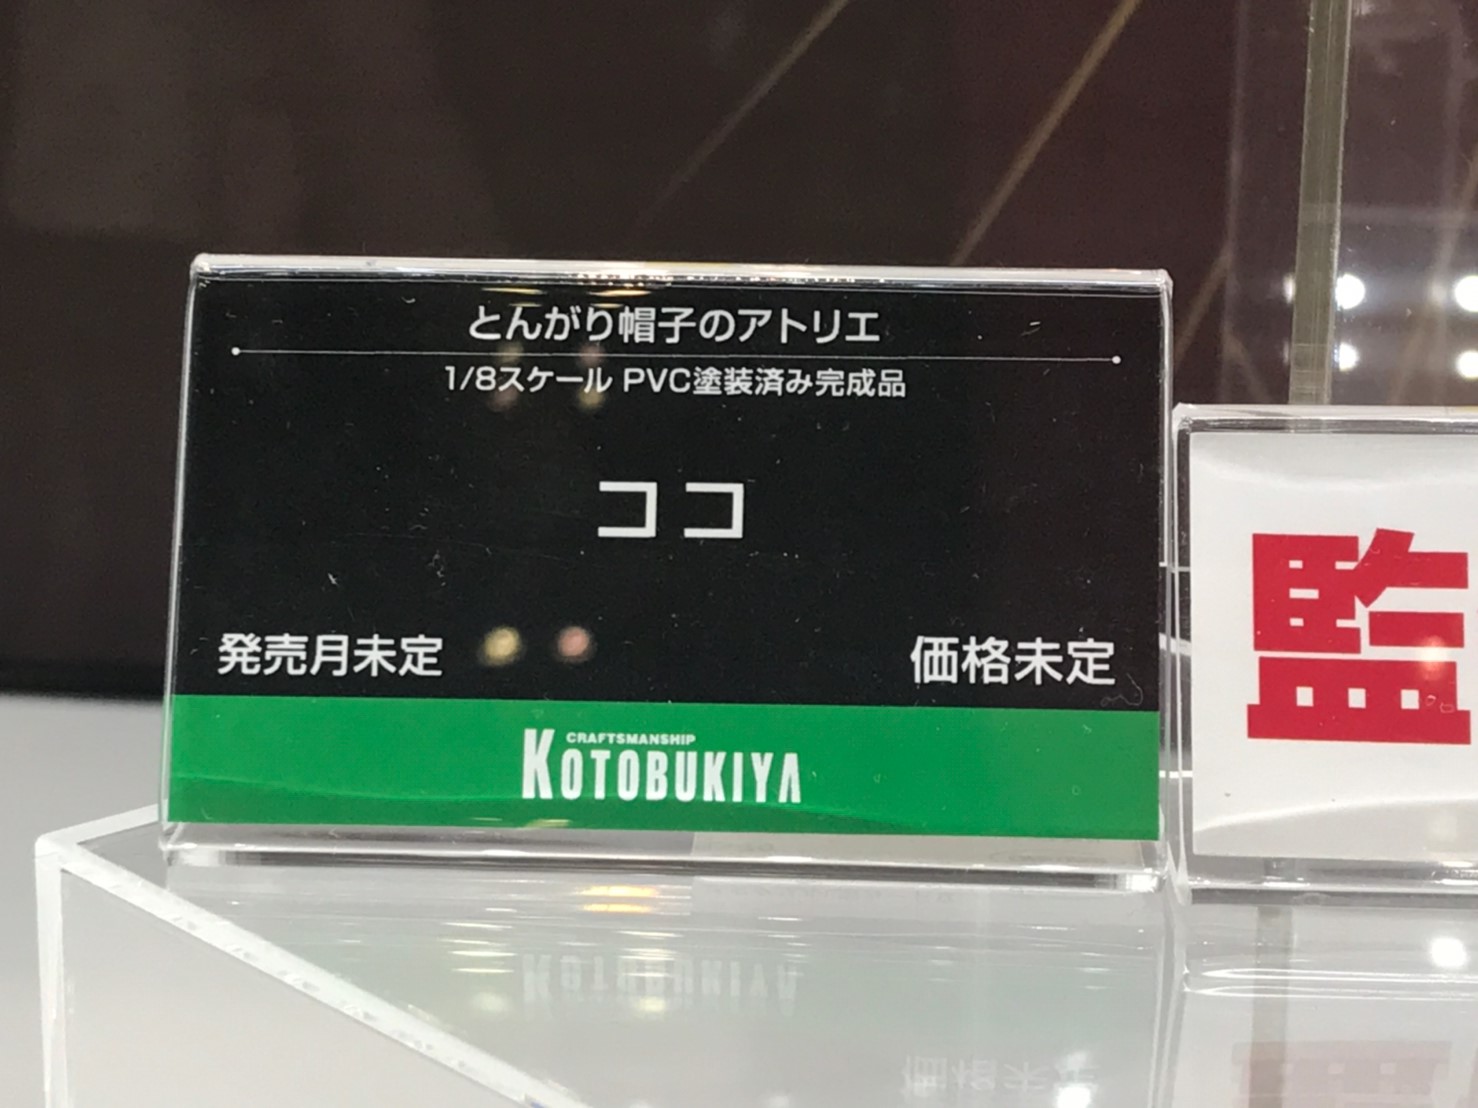 とんがり帽子のアトリエ
1/8スケール PVC塗装済み完成品
ココ
発売月未定
価格未定
CRAFTSMANSHIP
KOTOBUKIYA
監